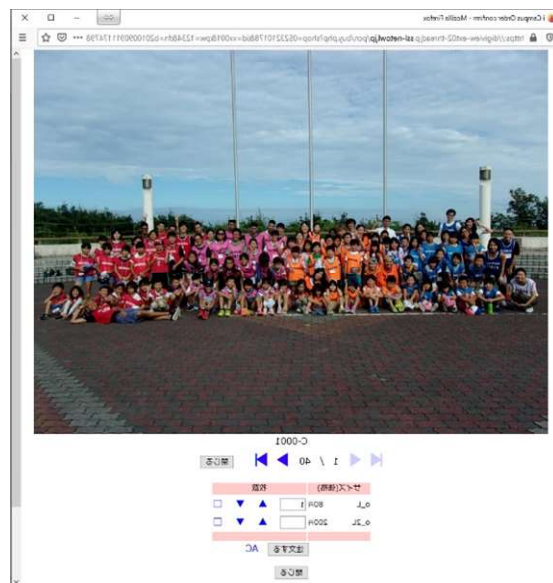 i Campus Order confirm - Mozilla Firefox
C-0001
1 / 40 閉じる
サイズ(価格) 枚数
o_L 80円 1
o_2L 200円
注文する AC
閉じる